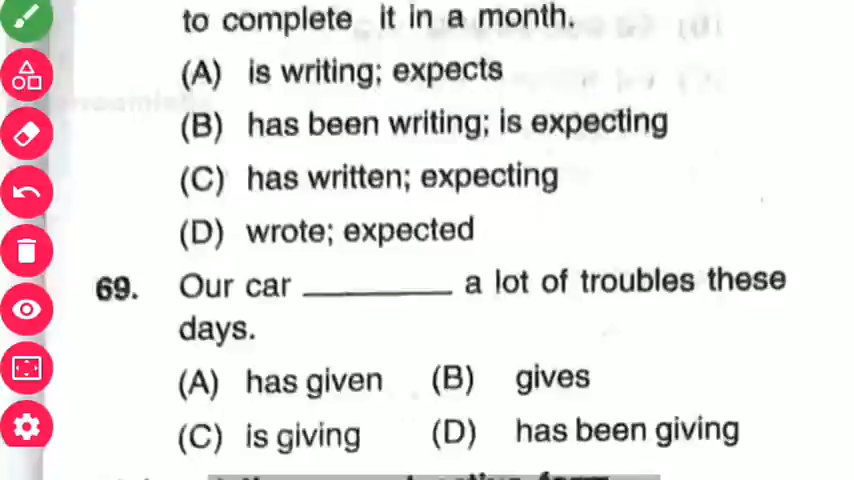 to complete it in a month.
(A) is writing; expects
(B) has been writing; is expecting
(C) has written; expecting
(D) wrote; expected
69. Our car ________ a lot of troubles these
days.
(A) has given (B) gives
(C) is giving (D) has been giving